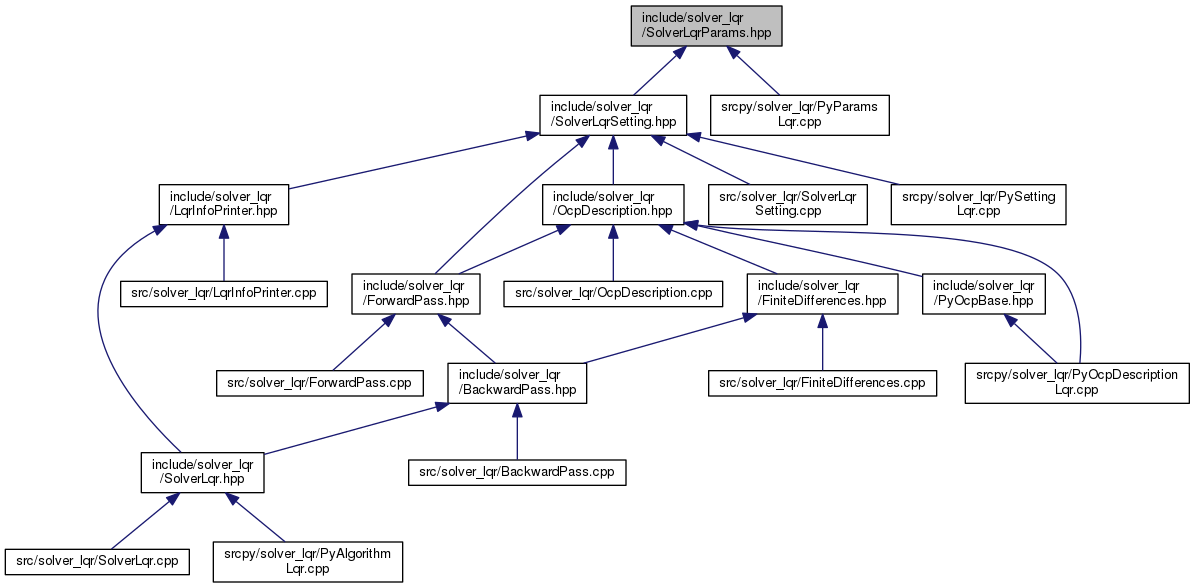 include/solver_lqr
/SolverLqrParams.hpp
include/solver_lqr
/SolverLqrSetting.hpp
srcpy/solver_lqr/PyParams
Lqr.cpp
include/solver_lqr
/LqrInfoPrinter.hpp
include/solver_lqr
/OcpDescription.hpp
src/solver_lqr/SolverLqr
Setting.cpp
srcpy/solver_lqr/PySetting
Lqr.cpp
src/solver_lqr/LqrInfoPrinter.cpp
include/solver_lqr
/ForwardPass.hpp
src/solver_lqr/OcpDescription.cpp
include/solver_lqr
/FiniteDifferences.hpp
include/solver_lqr
/PyOcpBase.hpp
src/solver_lqr/ForwardPass.cpp
include/solver_lqr
/BackwardPass.hpp
src/solver_lqr/FiniteDifferences.cpp
srcpy/solver_lqr/PyOcpDescription
Lqr.cpp
include/solver_lqr
/SolverLqr.hpp
src/solver_lqr/BackwardPass.cpp
src/solver_lqr/SolverLqr.cpp
srcpy/solver_lqr/PyAlgorithm
Lqr.cpp